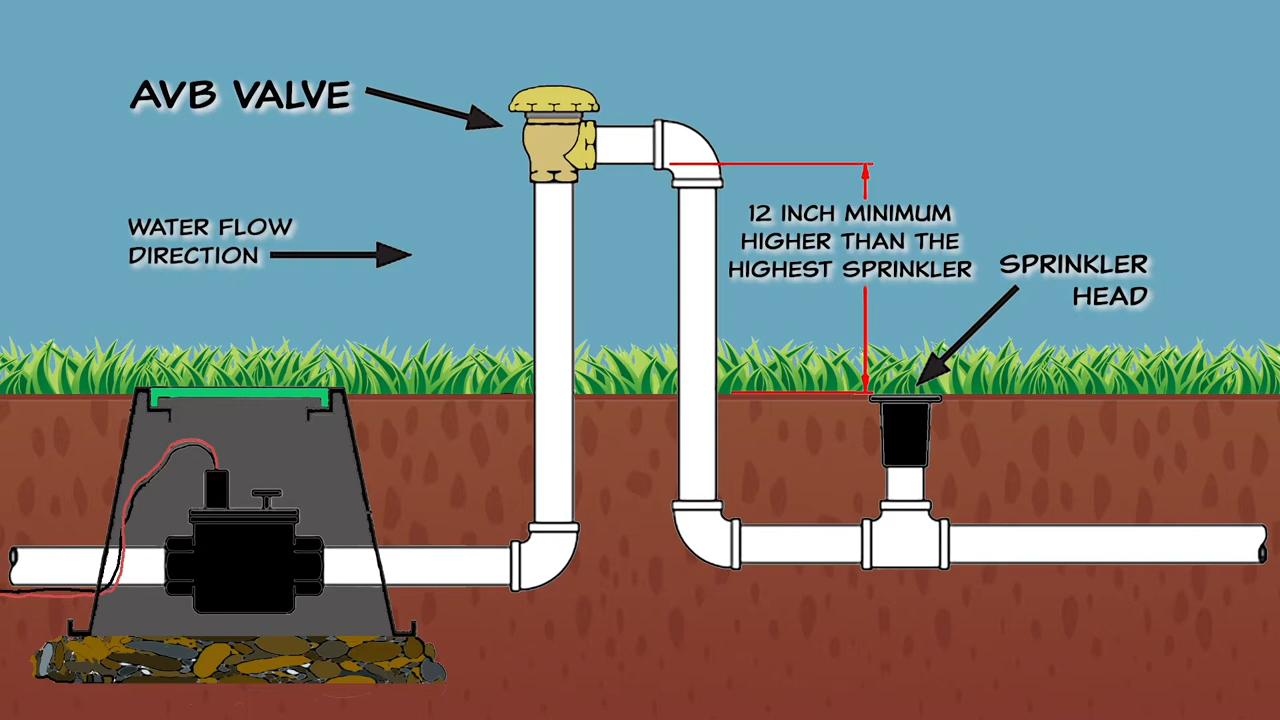 AVB VALVE
WATER FLOW
DIRECTION
12 INCH MINIMUM
HIGHER THAN THE
HIGHEST SPRINKLER
SPRINKLER
HEAD